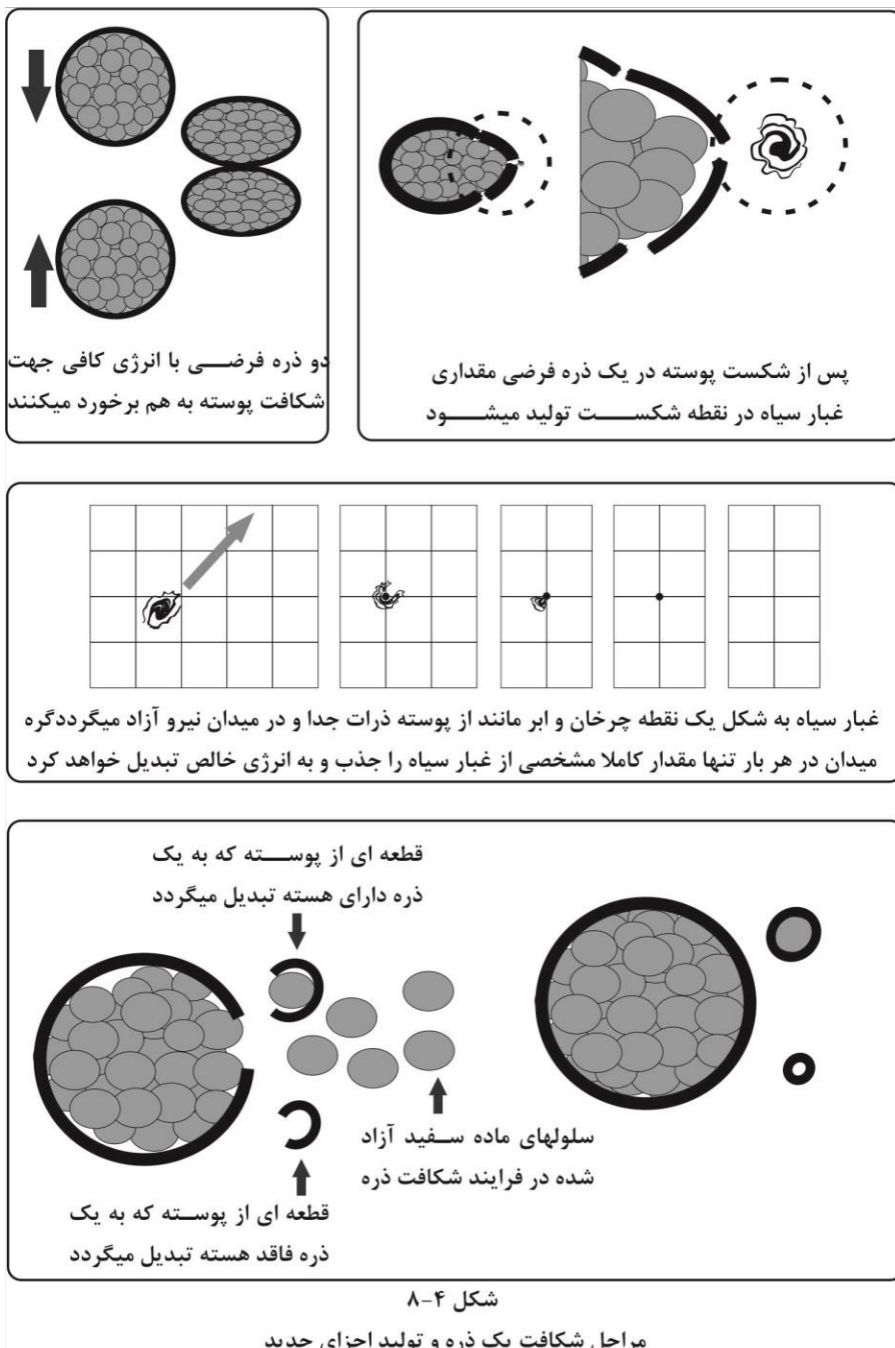 دو ذره فرضی با انرژی کافی جهت
شکافت پوسته به هم برخورد میکنند
پس از شکست پوسته در یک ذره فرضی مقداری
غبار سیاه در نقطه شکست تولید میشود
غبار سیاه به شکل یک نقطه چرخان و ابر مانند از پوسته ذرات جدا و در میدان نیرو آزاد میگرددگره
میدان در هر بار تنها مقدار کاملا مشخصی از غبار سیاه را جذب و به انرژی خالص تبدیل خواهد کرد
قطعه ای از پوسته که به یک
ذره دارای هسته تبدیل میگردد
سلولهای ماده سفید آزاد
شده در فرایند شکافت ذره
قطعه ای از پوسته که به یک
ذره فاقد هسته تبدیل میگردد
شکل ۴-۸
مراحل شکافت یک ذره و تولید اجزای جدید